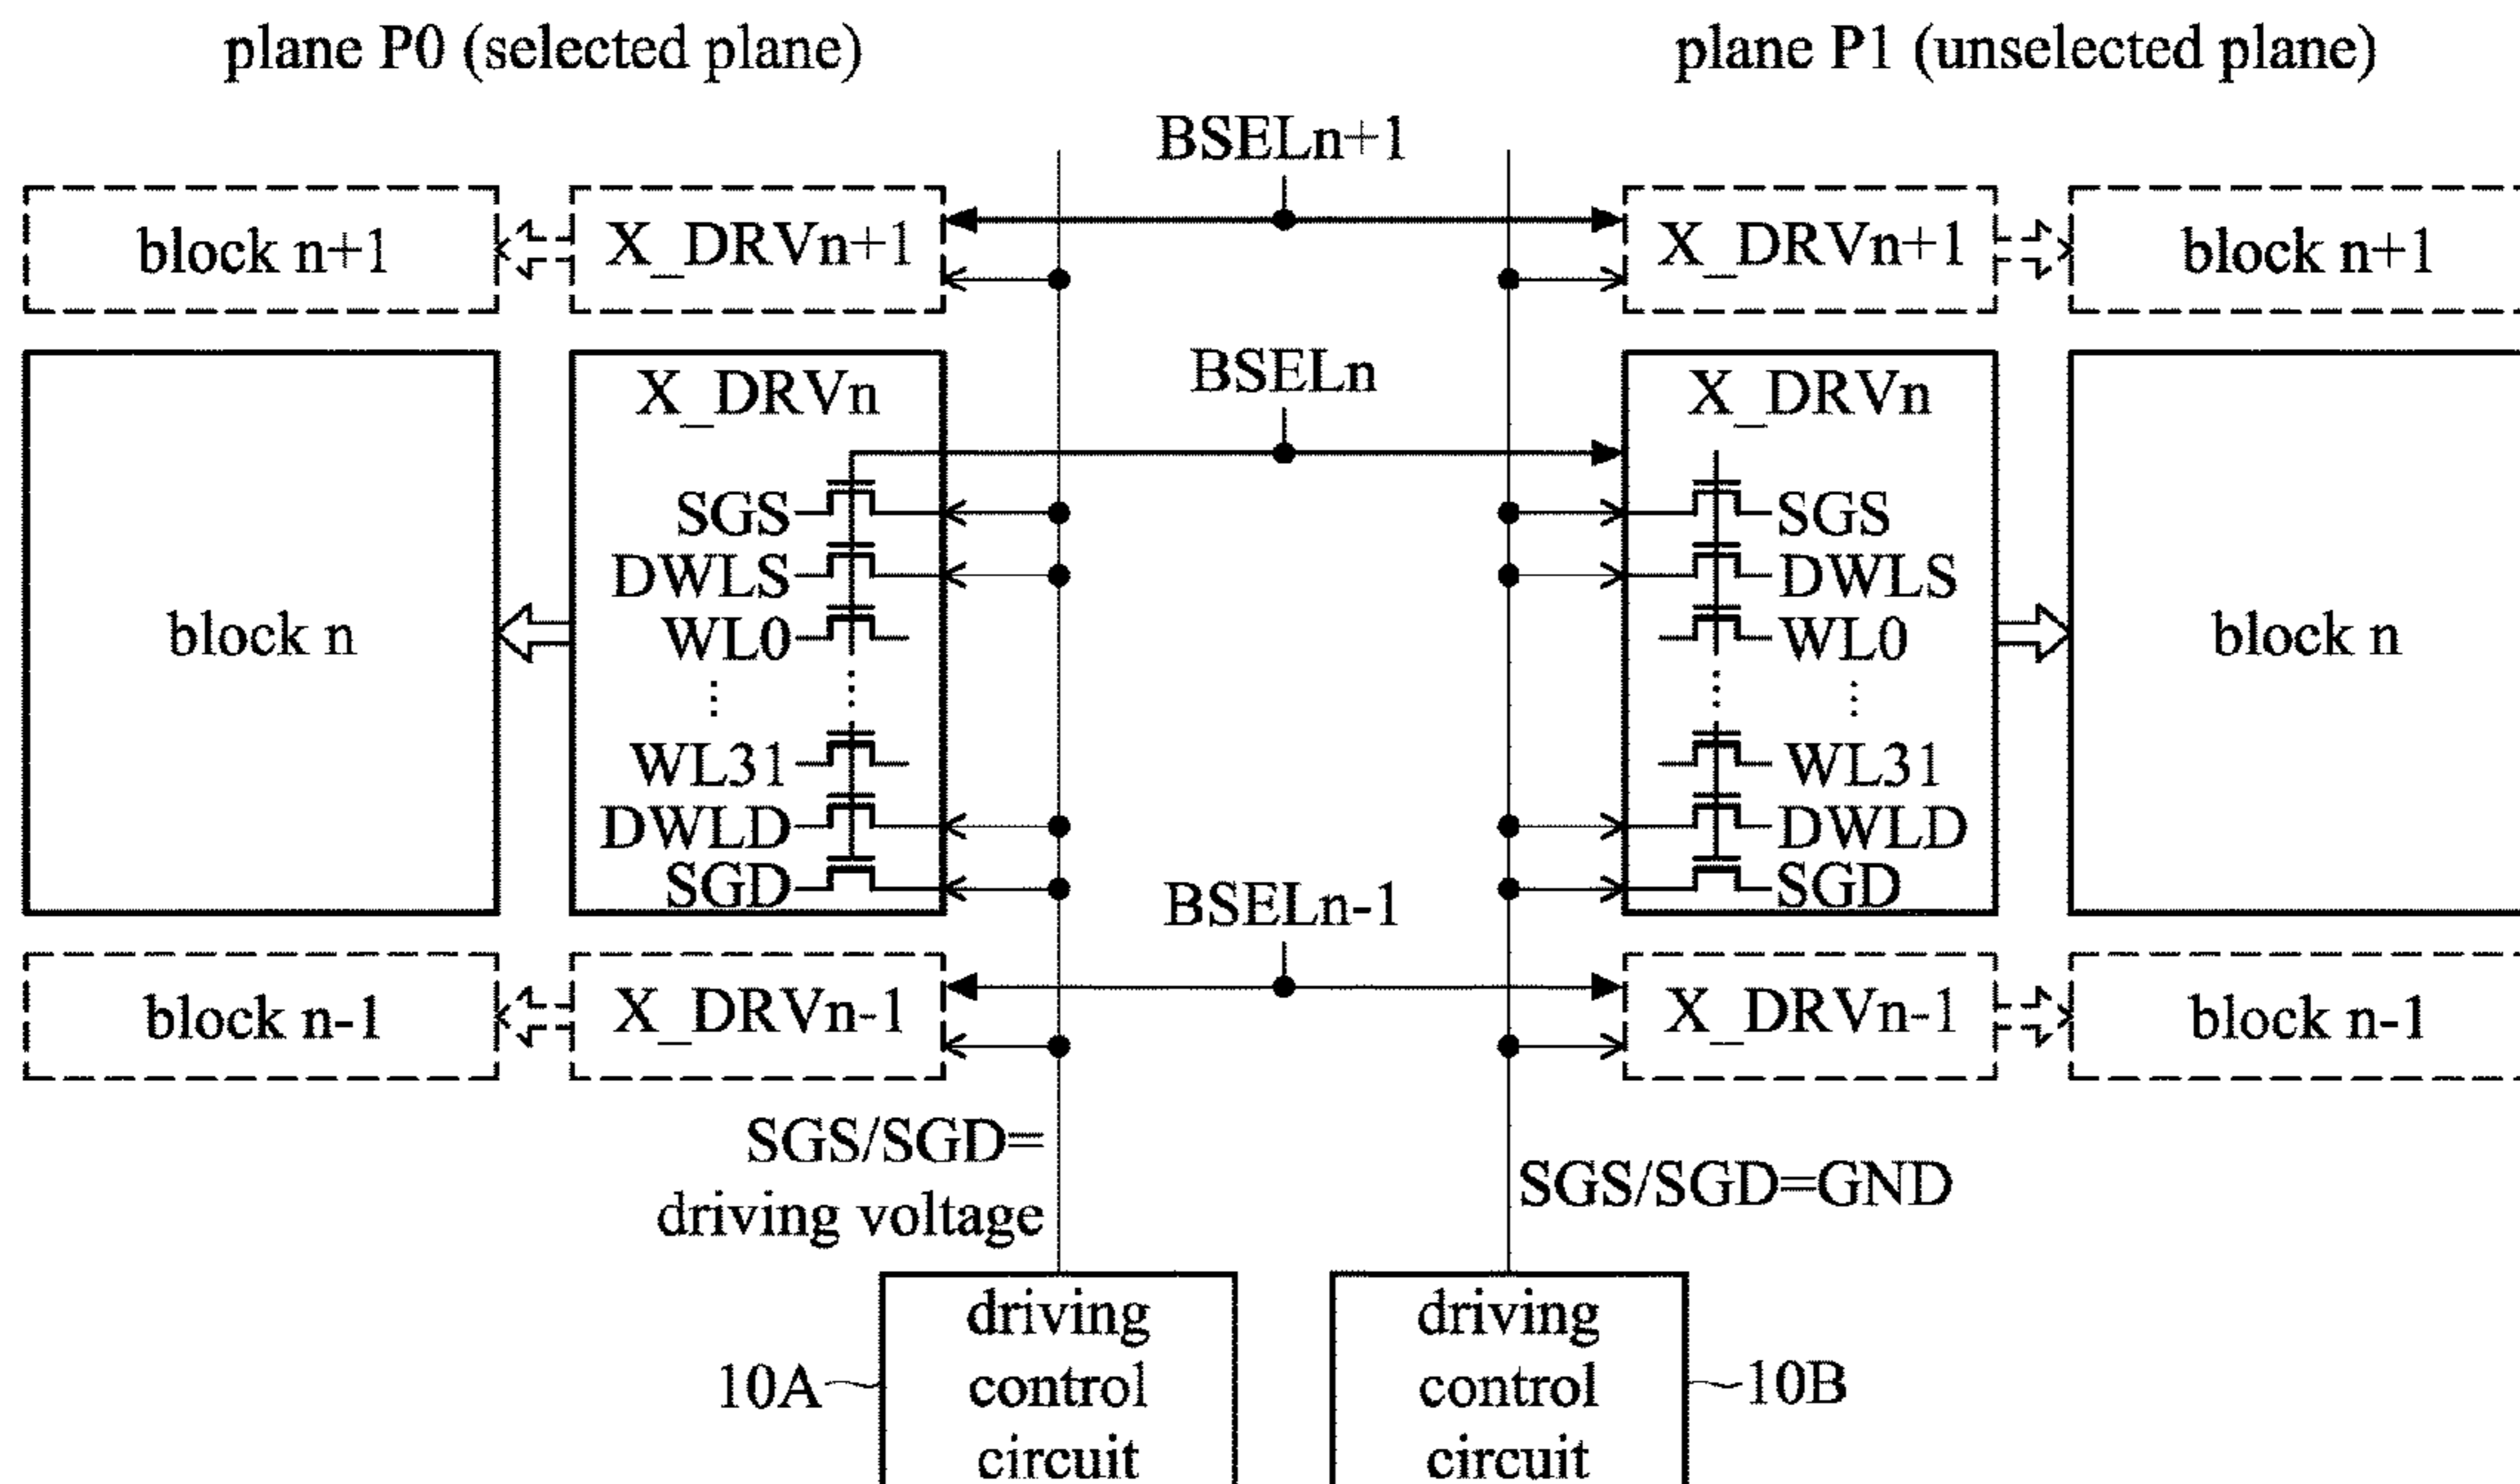 plane P0 (selected plane)
plane P1 (unselected plane)
BSELn+1
block n+1
X_DRVn+1
X_DRVn+1
block n+1
BSELn
X_DRVn
X_DRVn
SGS
SGS
DWLS
DWLS
block n
WL0
WL0
block n
WL31
WL31
DWLD
DWLD
SGD
SGD
BSELn-1
block n-1
X_DRVn-1
X_DRVn-1
block n-1
SGS/SGD=
driving voltage
SGS/SGD=GND
10A
driving
control
circuit
driving
control
circuit
10B